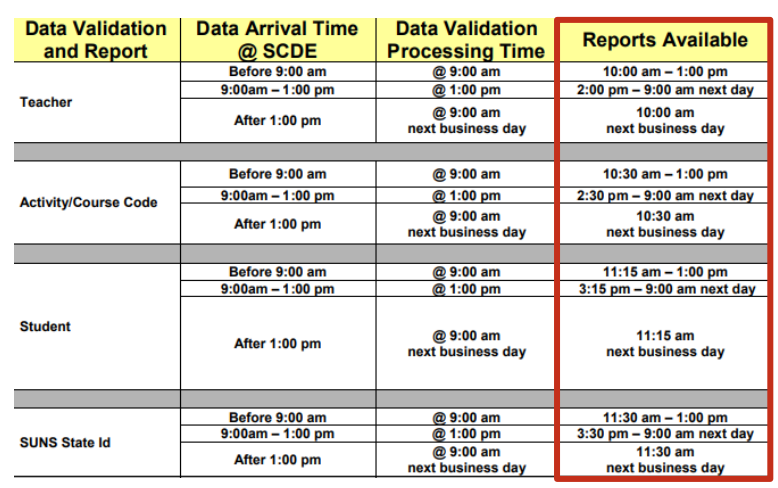 Data Validation and Report Data Arrival Time @ SCDE Data Validation Processing Time Reports Available
Teacher
Before 9:00 am @ 9:00 am 10:00 am – 1:00 pm
9:00am – 1:00 pm @ 1:00 pm 2:00 pm – 9:00 am next day
After 1:00 pm @ 9:00 am next business day 10:00 am next business day
Activity/Course Code
Before 9:00 am @ 9:00 am 10:30 am – 1:00 pm
9:00am – 1:00 pm @ 1:00 pm 2:30 pm – 9:00 am next day
After 1:00 pm @ 9:00 am next business day 10:30 am next business day
Student
Before 9:00 am @ 9:00 am 11:15 am – 1:00 pm
9:00am – 1:00 pm @ 1:00 pm 3:15 pm – 9:00 am next day
After 1:00 pm @ 9:00 am next business day 11:15 am next business day
SUNS State Id
Before 9:00 am @ 9:00 am 11:30 am – 1:00 pm
9:00am – 1:00 pm @ 1:00 pm 3:30 pm – 9:00 am next day
After 1:00 pm @ 9:00 am next business day 11:30 am next business day